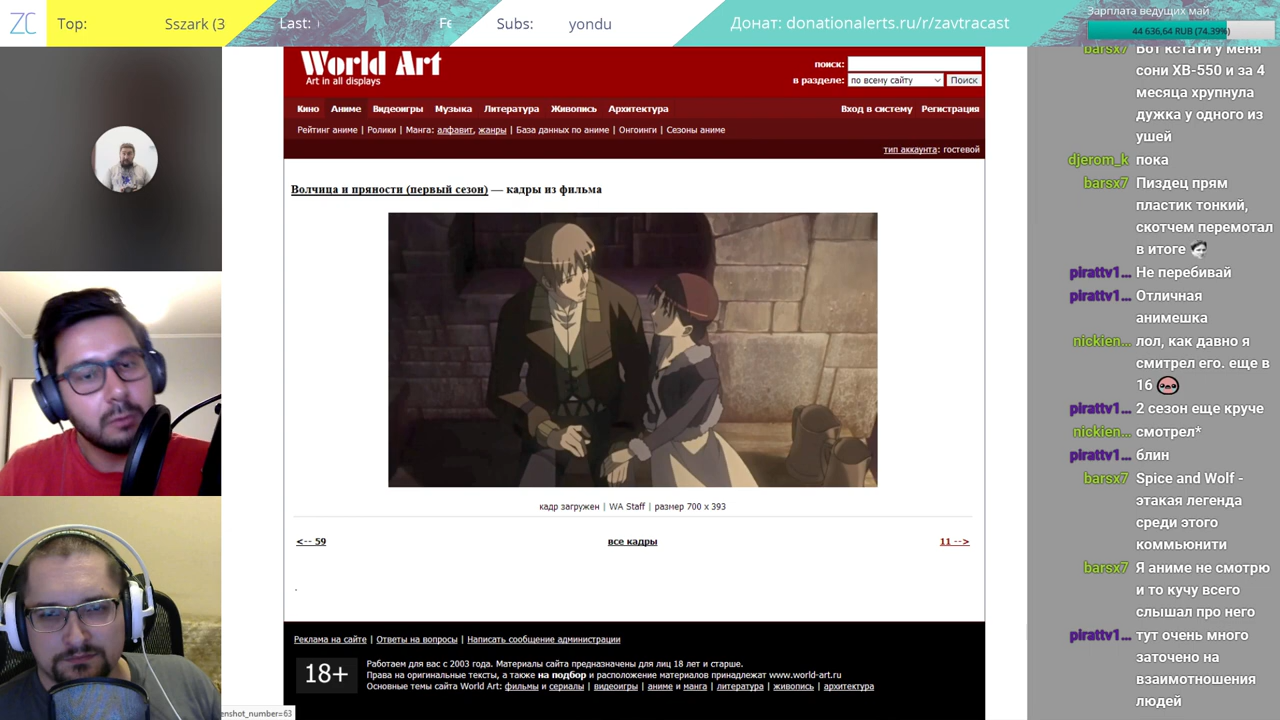 ZC
Top:
Sszark (3
Last:
Fe
Subs:
yondu
Донат: donationalerts.ru/r/zavtracast
Зарплата ведущих май
44 636,64 RUB (74.39%)
World Art
Art in all displays
поиск:
в разделе: по всему сайту Поиск
Кино Аниме Видеоигры Музыка Литература Живопись Архитектура
Вход в систему Регистрация
Рейтинг аниме | Ролики | Манга: алфавит, жанры | База данных по аниме | Онгоинги | Сезоны аниме
тип аккаунта: гостевой
Волчица и пряности (первый сезон) — кадры из фильма
кадр загружен | WA Staff | размер 700 x 393
<-- 59
все кадры
11 -->
.
Реклама на сайте | Ответы на вопросы | Написать сообщение администрации
18+
Работаем для вас с 2003 года. Материалы сайта предназначены для лиц 18 лет и старше.
Права на оригинальные тексты, а также на подбор и расположение материалов принадлежат www.world-art.ru
Основные темы сайта World Art: фильмы и сериалы | видеоигры | аниме и манга | литература | живопись | архитектура
enshot_number=63
barsx7 Вот кстати у меня
сони XB-550 и за 4
месяца хрупнула
дужка у одного из
ушей
djerom_k пока
barsx7 Пиздец прям
пластик тонкий,
скотчем перемотал
в итоге
pirattv1... Не перебивай
pirattv1... Отличная
анимешка
nickien... лол, как давно я
смитрел его. еще в
16
pirattv1... 2 сезон еще круче
nickien... смотрел*
pirattv1... блин
barsx7 Spice and Wolf -
этакая легенда
среди этого
коммьюнити
barsx7 Я аниме не смотрю
и то кучу всего
слышал про него
pirattv1... тут очень много
заточено на
взаимотношения
людей